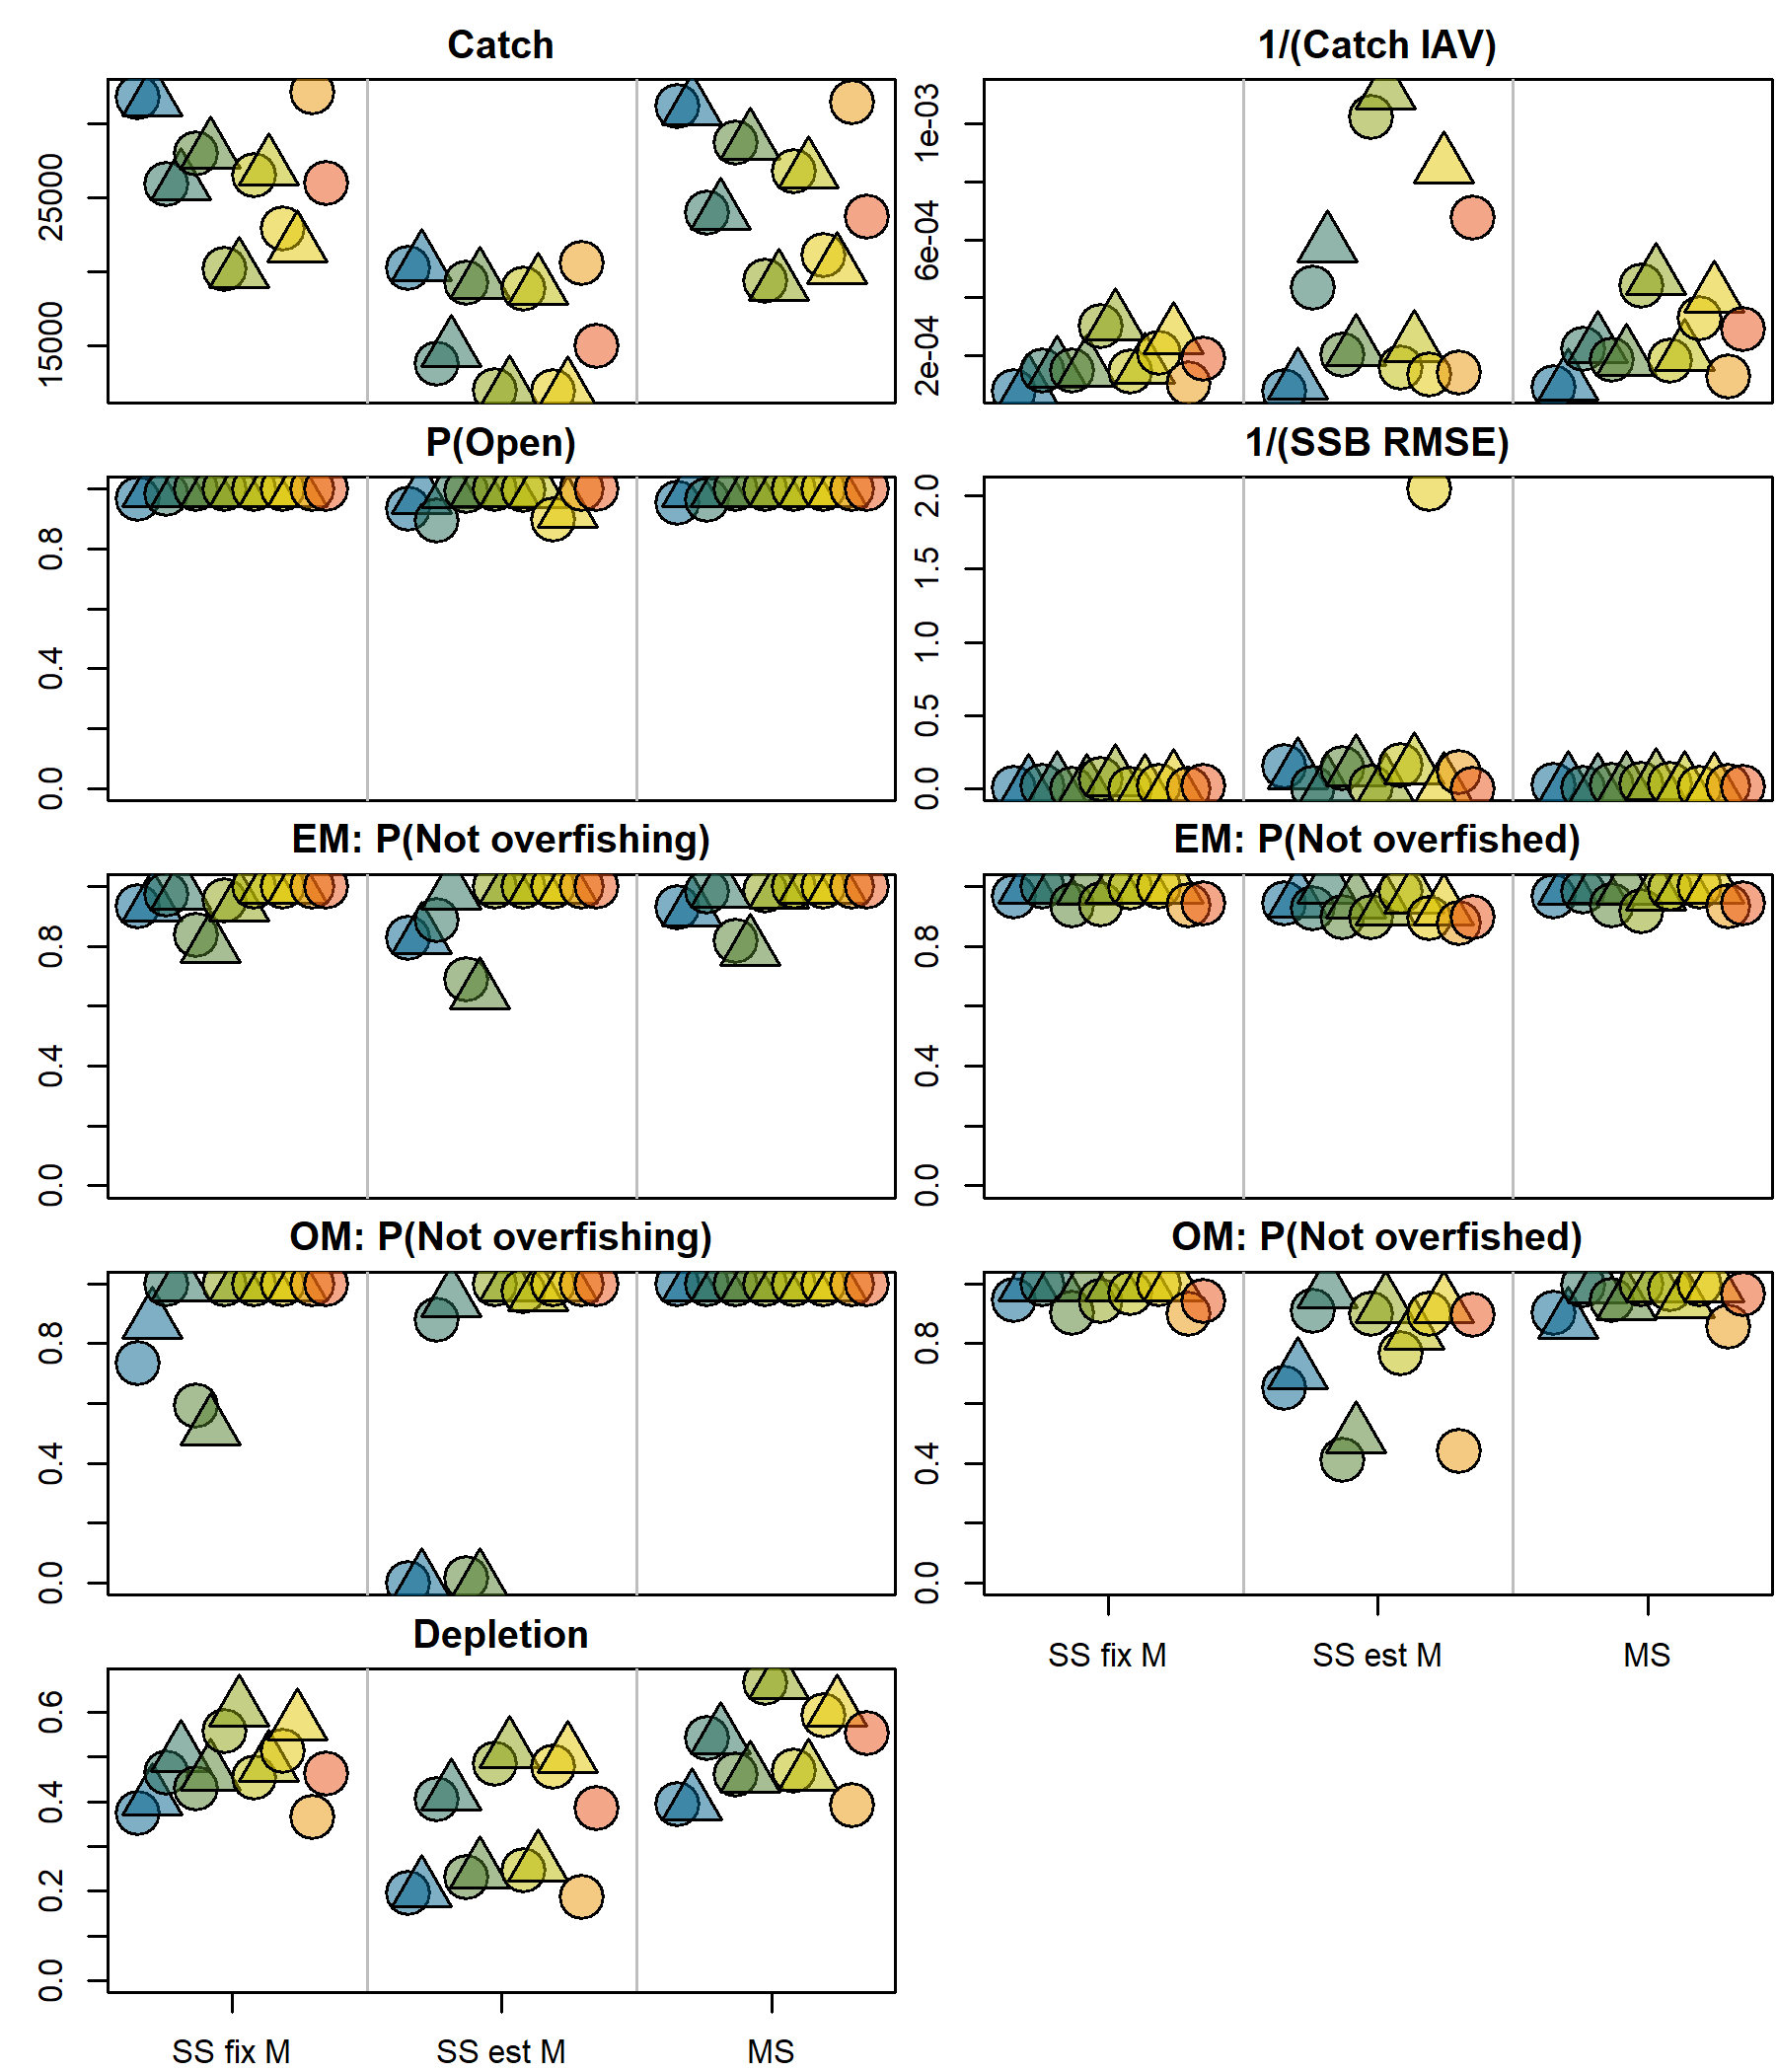 Catch
1/(Catch IAV)
15000 25000
2e-04 6e-04 1e-03
P(Open)
1/(SSB RMSE)
0.0 0.4 0.8
0.0 0.5 1.0 1.5 2.0
EM: P(Not overfishing)
EM: P(Not overfished)
0.0 0.4 0.8
0.0 0.4 0.8
OM: P(Not overfishing)
OM: P(Not overfished)
0.0 0.4 0.8
0.0 0.4 0.8
SS fix M SS est M MS
Depletion
0.0 0.2 0.4 0.6
SS fix M SS est M MS